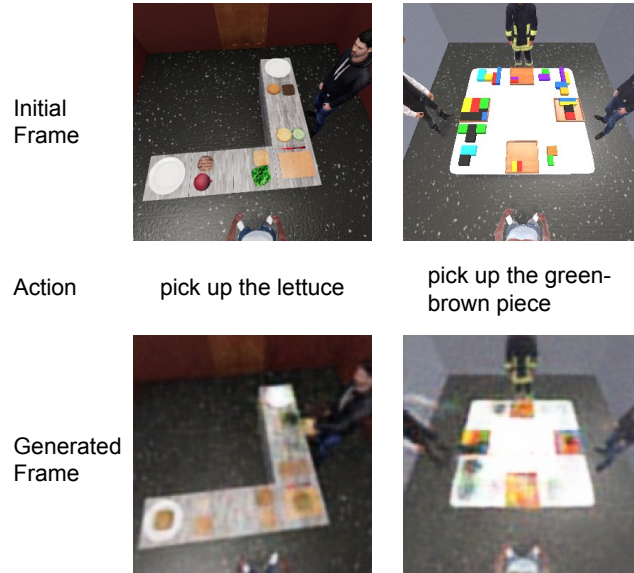 Initial
Frame
Action
pick up the lettuce
pick up the green-
brown piece
Generated
Frame